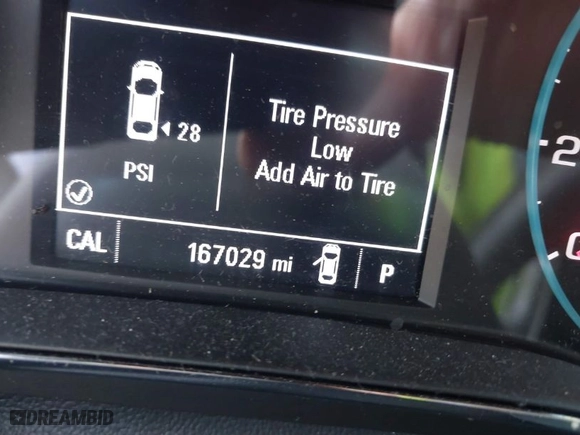 Tire Pressure
Low
Add Air to Tire
28
PSI
CAL
167029 mi
P
2
DREAMBID